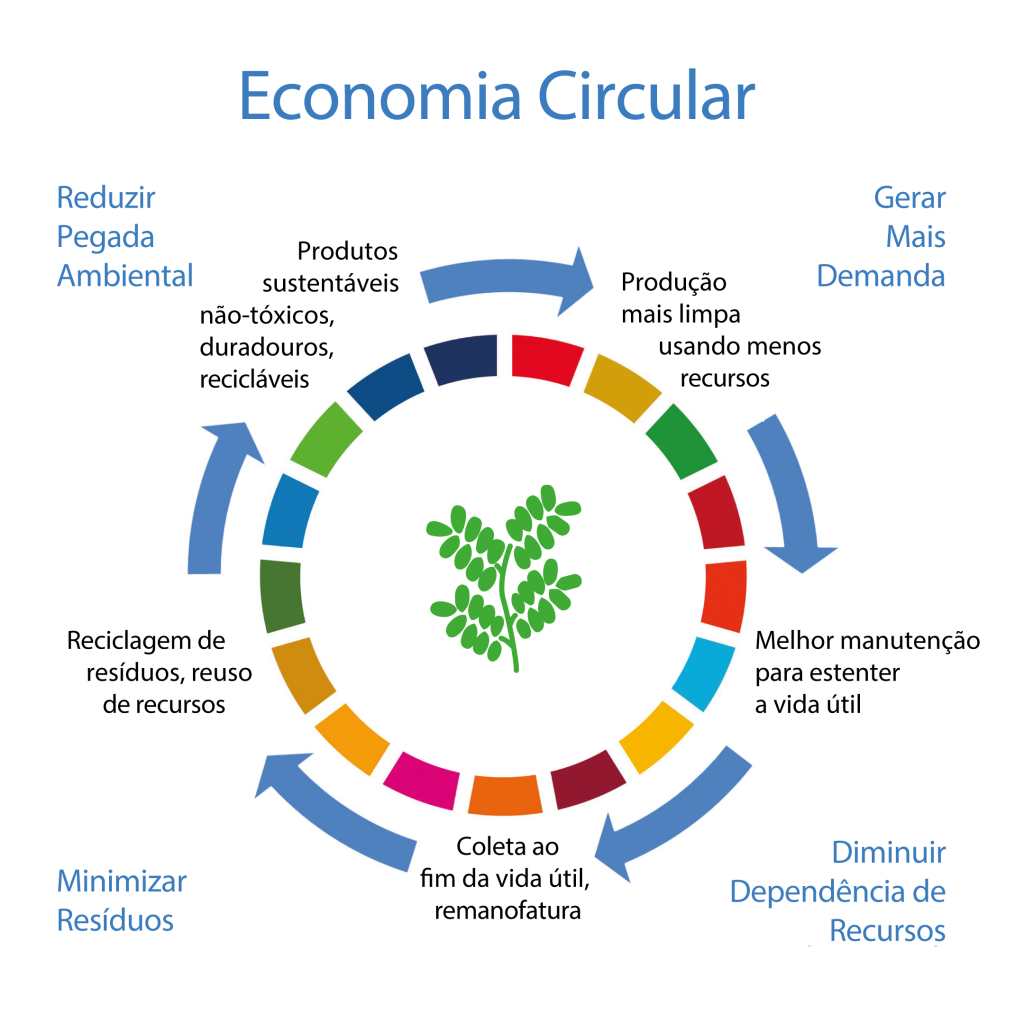 Economia Circular
Reduzir
Pegada
Ambiental
Gerar
Mais
Demanda
Produtos
sustentáveis
não-tóxicos,
duradouros,
recicláveis
Produção
mais limpa
usando menos
recursos
Reciclagem de
resíduos, reuso
de recursos
Melhor manutenção
para estenter
a vida útil
Coleta ao
fim da vida útil,
remanofatura
Minimizar
Resíduos
Diminuir
Dependência de
Recursos